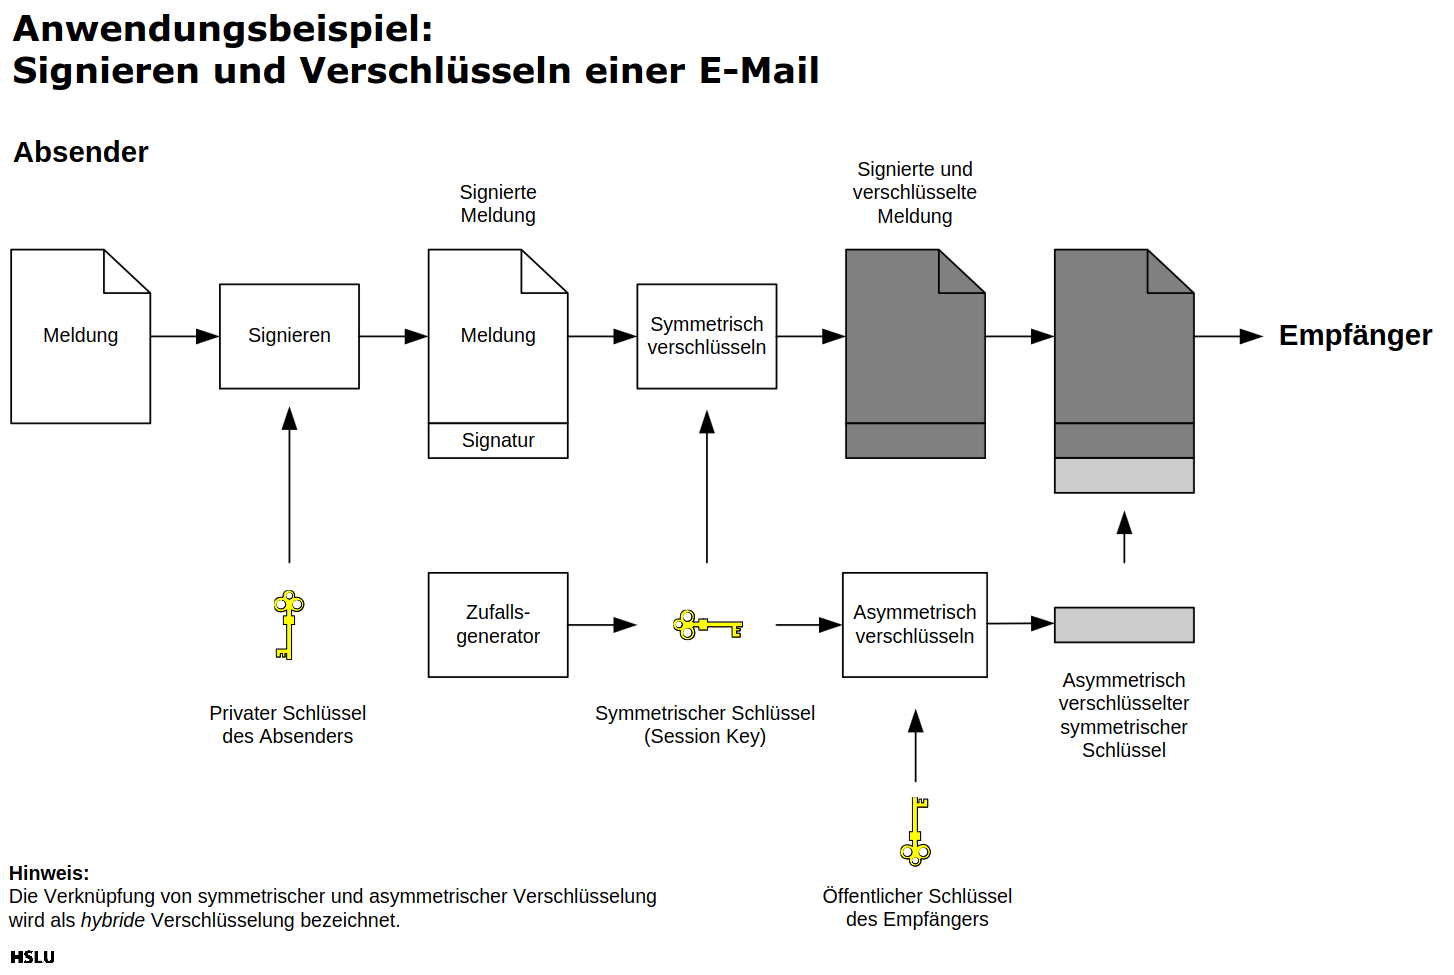 Anwendungsbeispiel:
Signieren und Verschlüsseln einer E–Mail
Absender
Signierte
Meldung
Signierte und
verschlüsselte
Meldung
Meldung
Signieren
Meldung
Signatur
Symmetrisch
verschlüsseln
Empfänger
Zufalls-
generator
Asymmetrisch
verschlüsseln
Privater Schlüssel
des Absenders
Symmetrischer Schlüssel
(Session Key)
Asymmetrisch
verschlüsselter
symmetrischer
Schlüssel
Öffentlicher Schlüssel
des Empfängers
Hinweis:
Die Verknüpfung von symmetrischer und asymmetrischer Verschlüsselung
wird als hybride Verschlüsselung bezeichnet.
HSLU